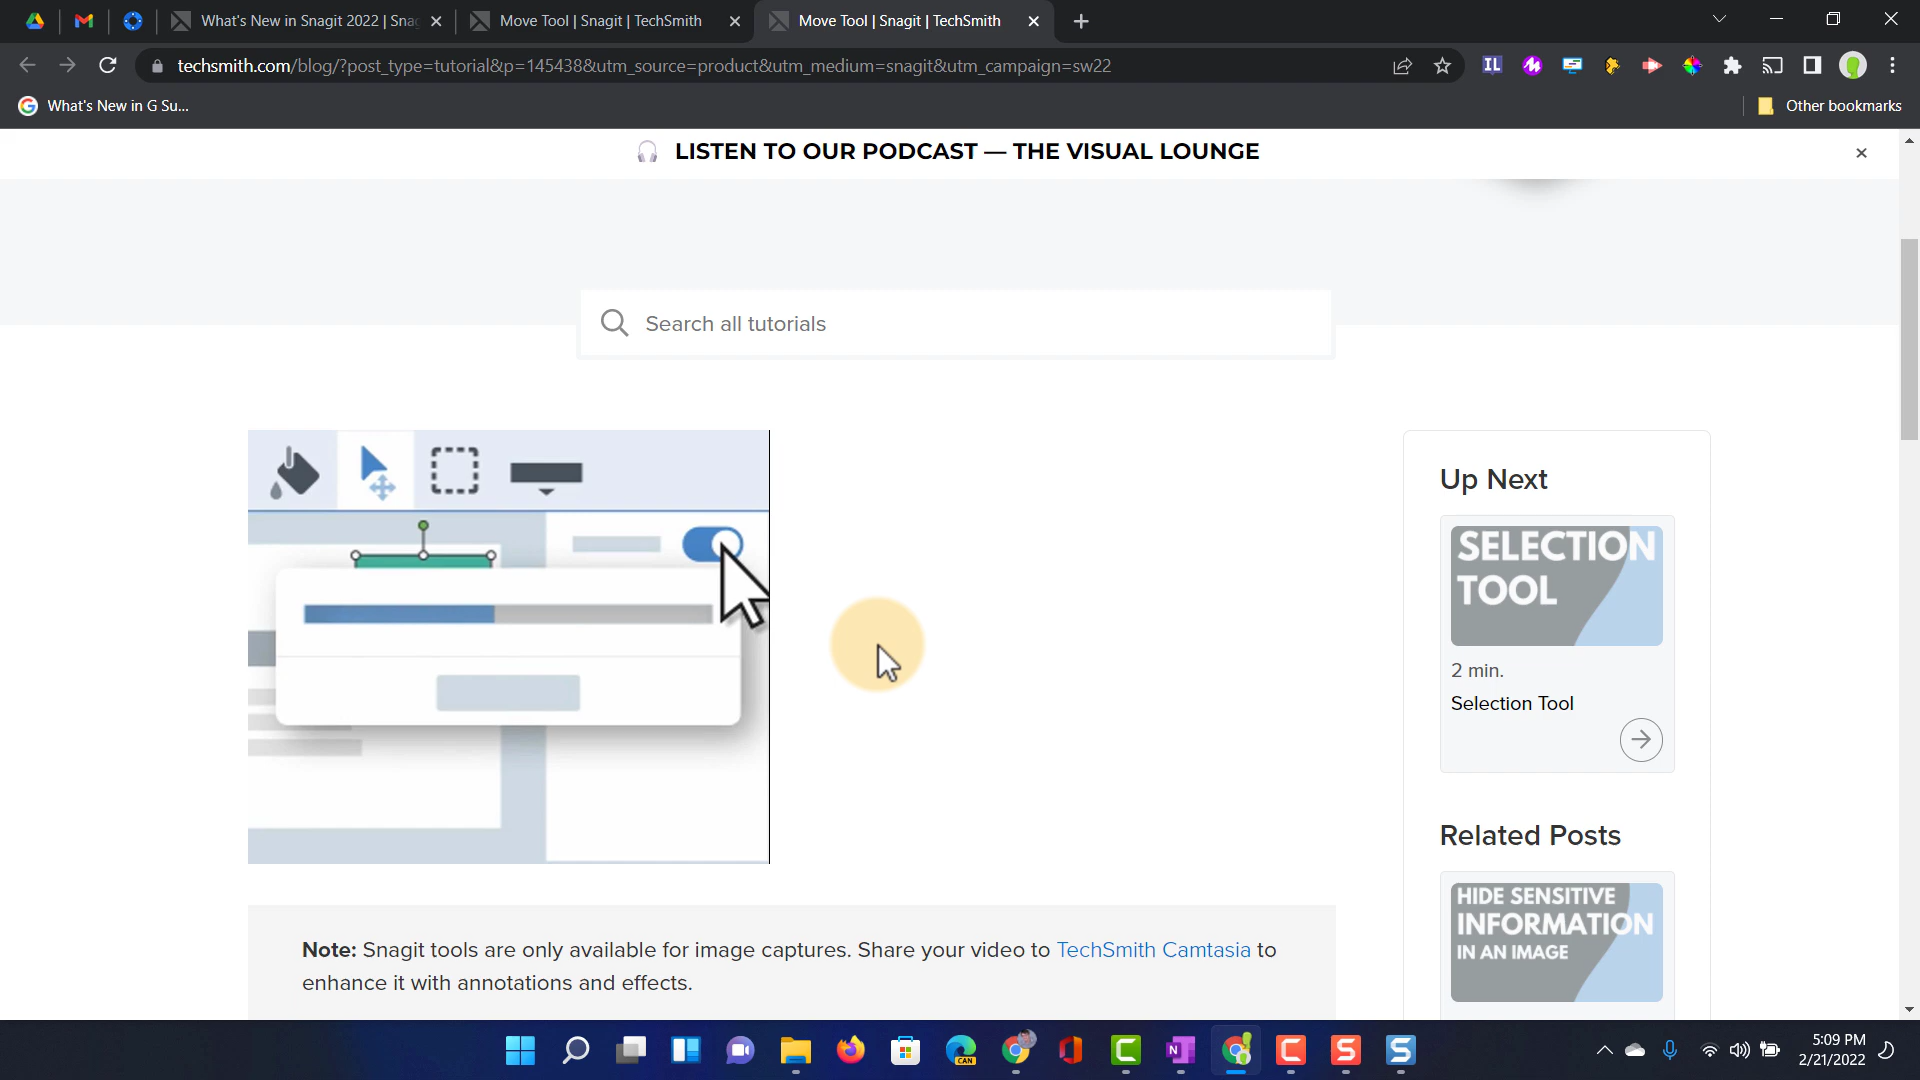 What's New in Snagit 2022 | Snag
Move Tool | Snagit | TechSmith
Move Tool | Snagit | TechSmith
techsmith.com/blog/?post_type=tutorial&p=145438&utm_source=product&utm_medium=snagit&utm_campaign=sw22
IL
What's New in G Su...
Other bookmarks
LISTEN TO OUR PODCAST — THE VISUAL LOUNGE
Search all tutorials
Up Next
SELECTION
TOOL
2 min.
Selection Tool
Related Posts
HIDE SENSITIVE
INFORMATION
IN AN IMAGE
Note: Snagit tools are only available for image captures. Share your video to TechSmith Camtasia to
enhance it with annotations and effects.
CAN
N
C
C
S
S
5:09 PM
2/21/2022